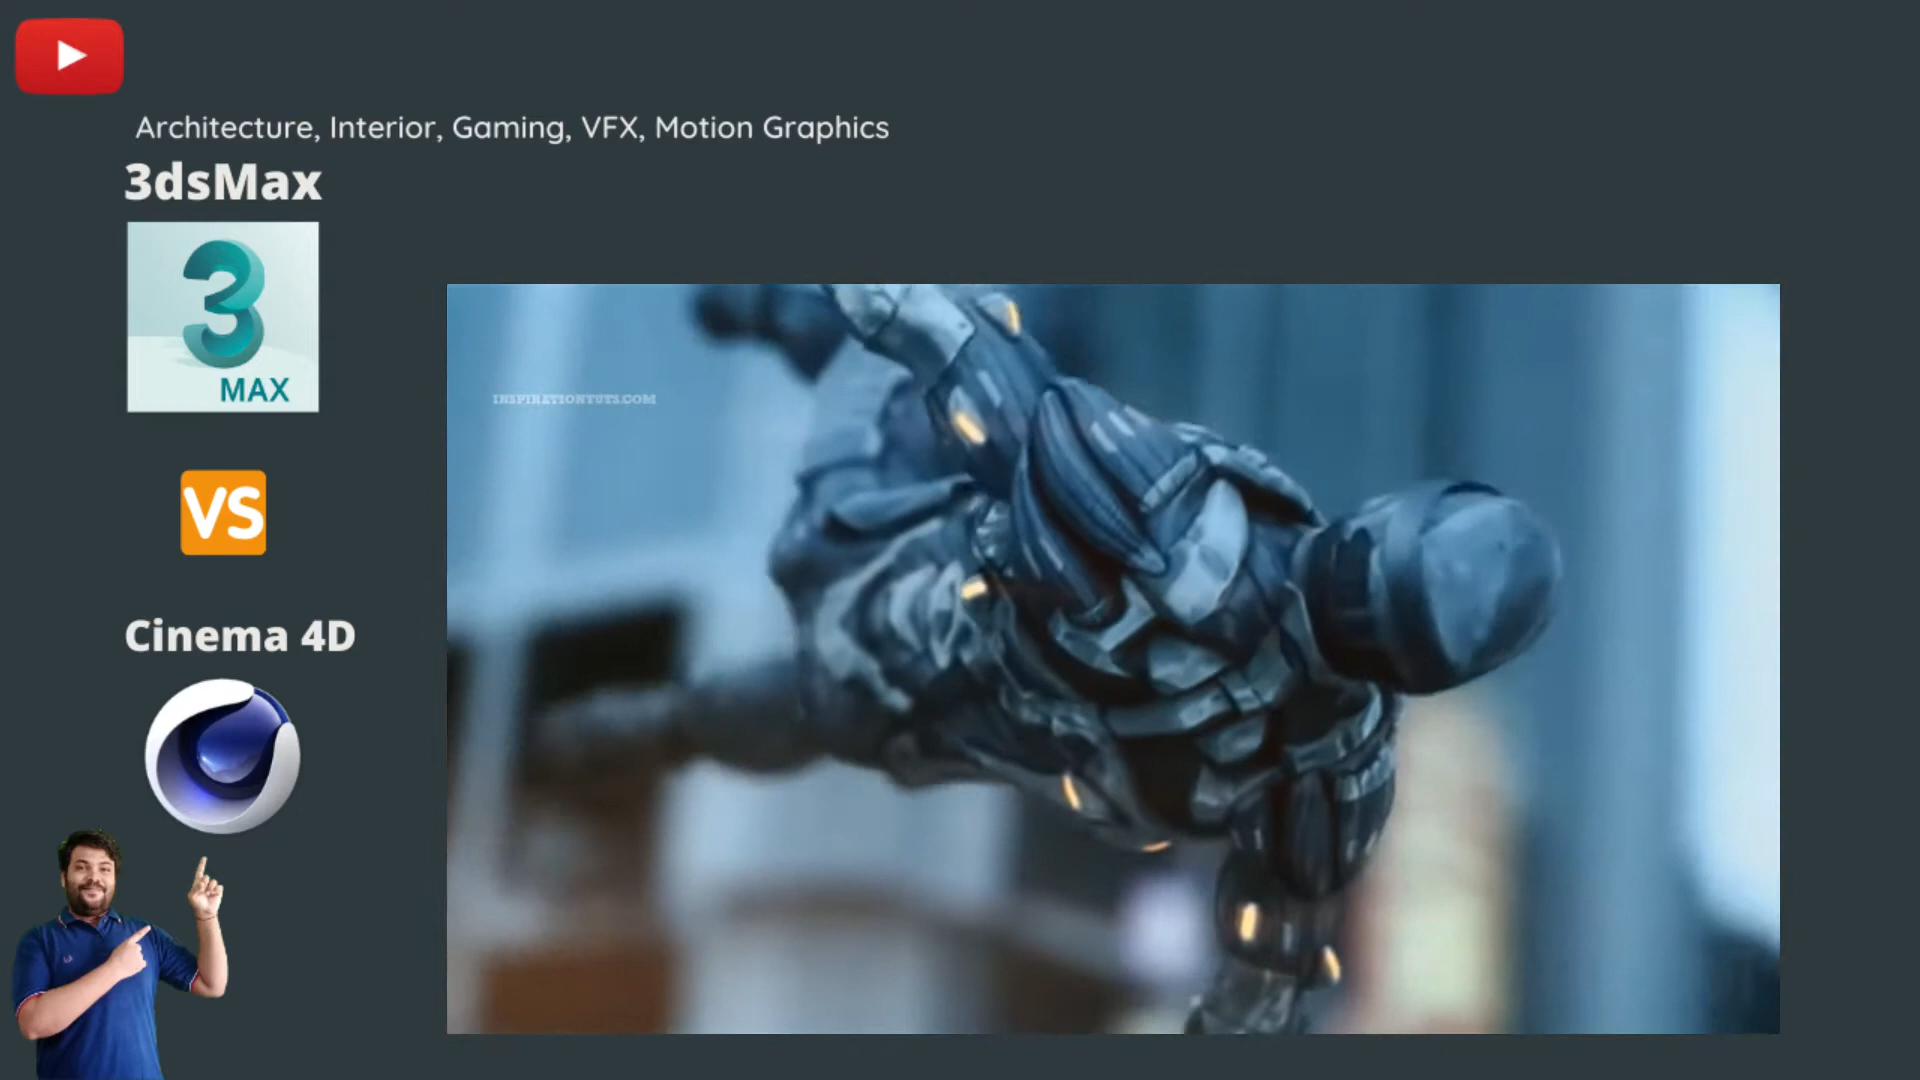 Architecture, Interior, Gaming, VFX, Motion Graphics
3dsMax
3
MAX
VS
Cinema 4D
INSPIRATIONTUTS.COM